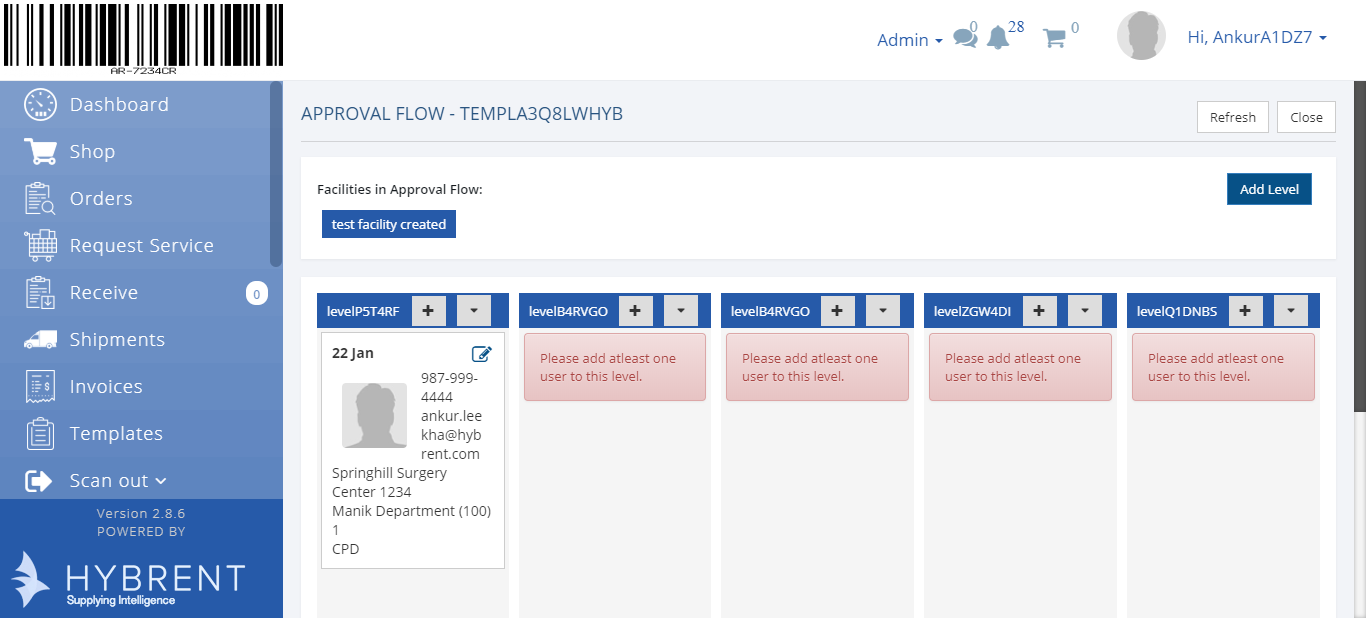 AR-7234CR
Admin
0
28
0
Hi, AnkurA1DZ7
Dashboard
Shop
Orders
Request Service
Receive
0
Shipments
Invoices
Templates
Scan out
Version 2.8.6
POWERED BY
HYBRENT
Supplying Intelligence
APPROVAL FLOW - TEMPLA3Q8LWHYB
Refresh
Close
Facilities in Approval Flow:
Add Level
test facility created
levelP5T4RF
22 Jan
987-999-
4444
ankur.lee
kha@hyb
rent.com
Springhill Surgery
Center 1234
Manik Department (100)
1
CPD
levelB4RVGO
Please add atleast one
user to this level.
levelB4RVGO
Please add atleast one
user to this level.
levelZGW4DI
Please add atleast one
user to this level.
levelQ1DNBS
Please add atleast one
user to this level.